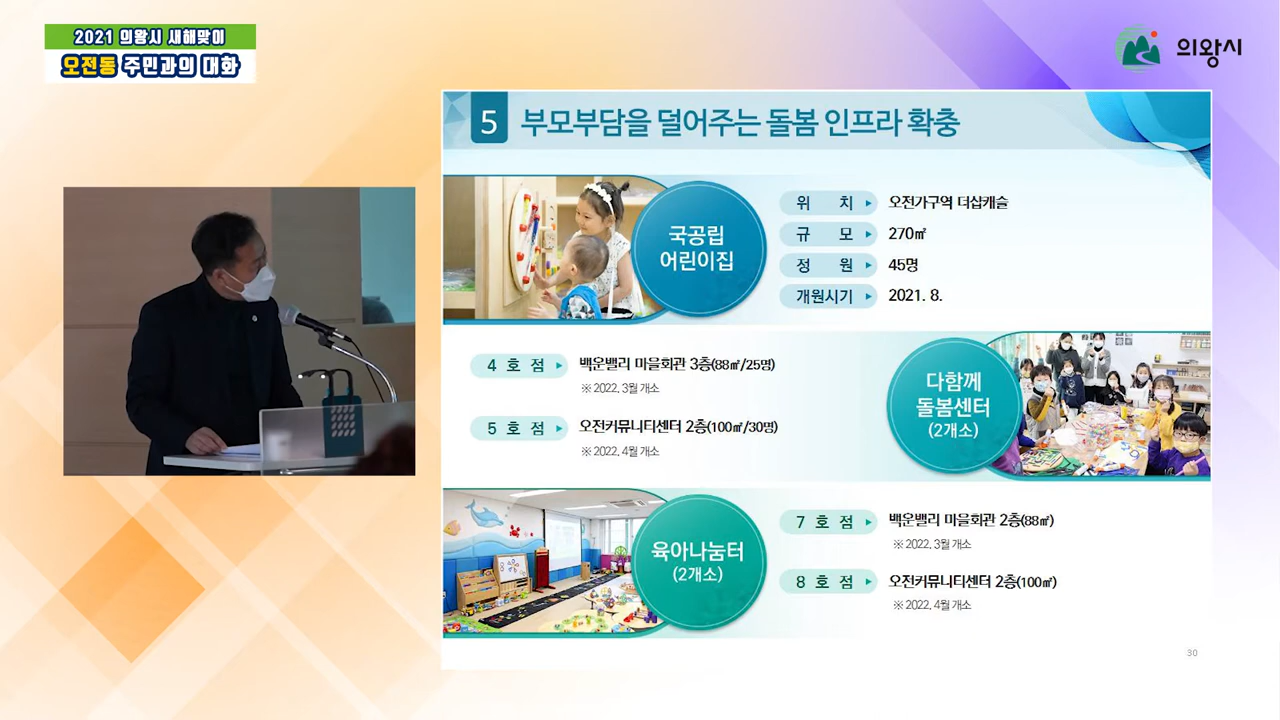 2021 의왕시 새해맞이
오전동 주민과의 대화
의왕시
5 부모부담을 덜어주는 돌봄 인프라 확충
국공립
어린이집
위 치 오전가구역 더샵캐슬
규 모 270㎡
정 원 45명
개원시기 2021. 8.
4 호 점 백운밸리 마을회관 3층(88㎡/25명)
※ 2022. 3월 개소
5 호 점 오전커뮤니티센터 2층(100㎡/30명)
※ 2022. 4월 개소
다함께
돌봄센터
(2개소)
육아나눔터
(2개소)
7 호 점 백운밸리 마을회관 2층(88㎡)
※ 2022. 3월 개소
8 호 점 오전커뮤니티센터 2층(100㎡)
※ 2022. 4월 개소
30